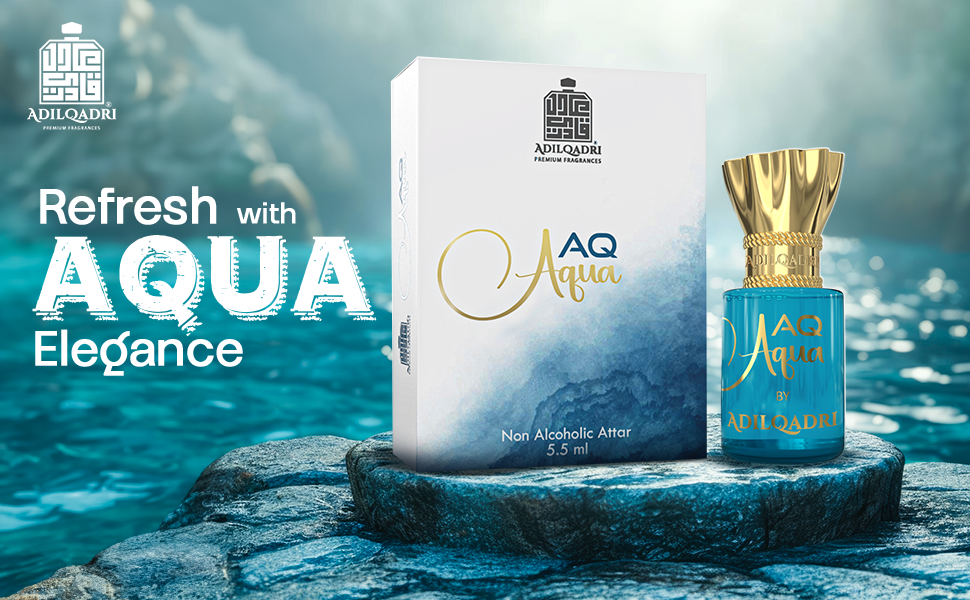 ADILQADRI
PREMIUM FRAGRANCES
Refresh with
AQUA
Elegance
ADILQADRI
PREMIUM FRAGRANCES
AQ
Aqua
Non Alcoholic Attar
5.5 ml
ADILQADRI
AQ
Aqua
BY
ADILQADRI